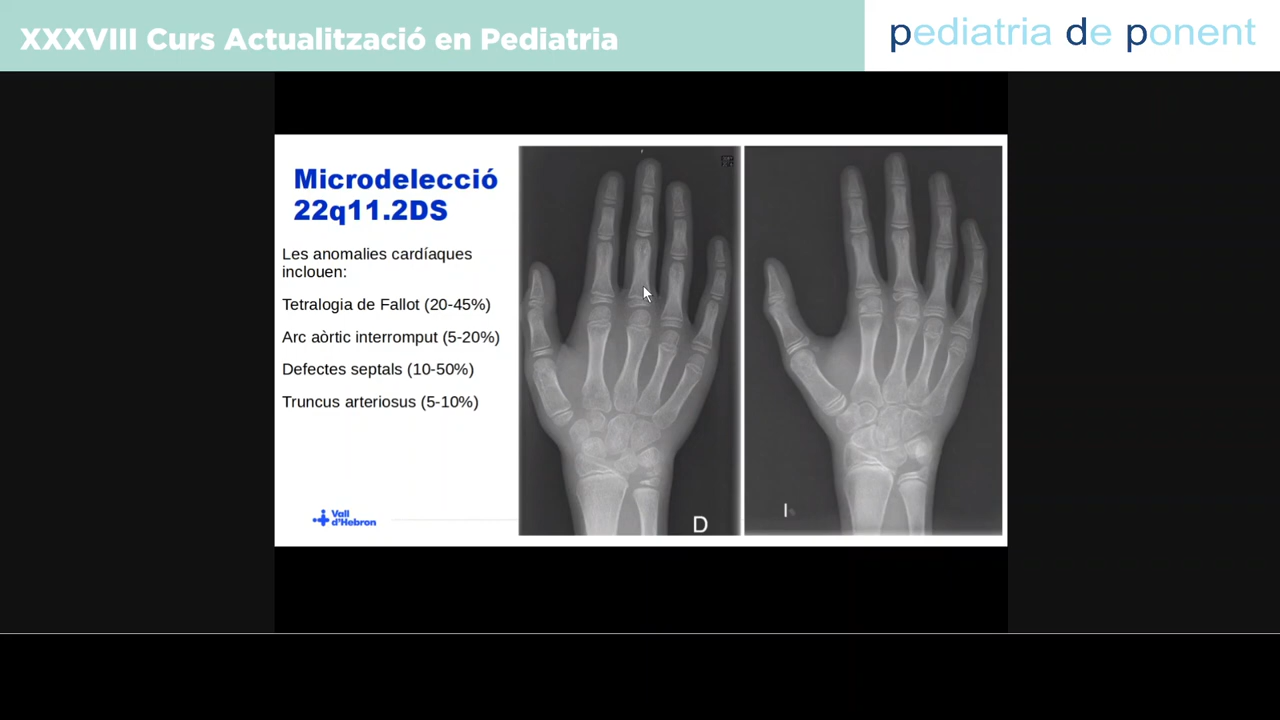 XXXVIII Curs Actualització en Pediatria
pediatria de ponent
Microdelecció
22q11.2DS
Les anomalies cardíaques
inclouen:
Tetralogia de Fallot (20-45%)
Arc aòrtic interromput (5-20%)
Defectes septals (10-50%)
Truncus arteriosus (5-10%)
Vall
d'Hebron
D
I